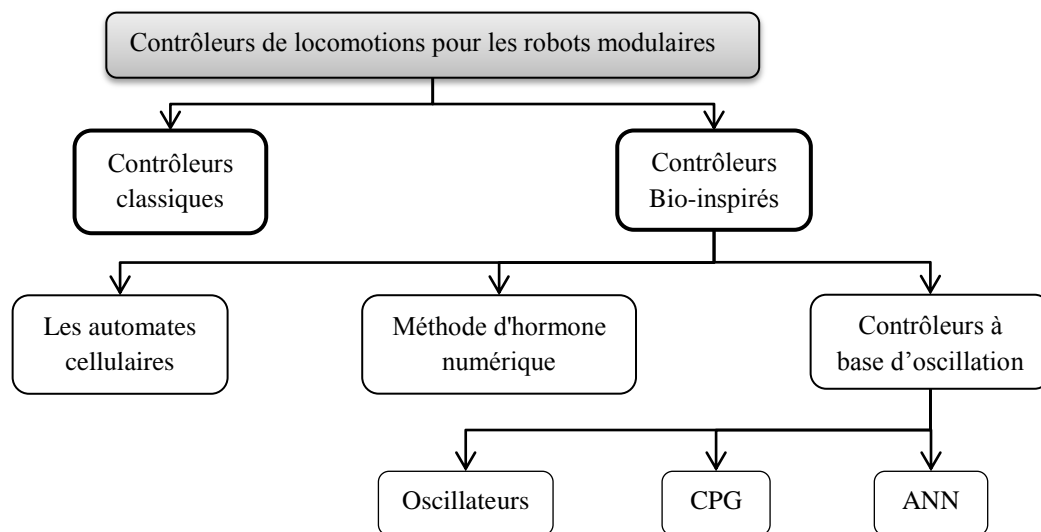 Contrôleurs de locomotions pour les robots modulaires
Contrôleurs
classiques
Contrôleurs
Bio-inspirés
Les automates
cellulaires
Méthode d'hormone
numérique
Contrôleurs à
base d’oscillation
Oscillateurs
CPG
ANN